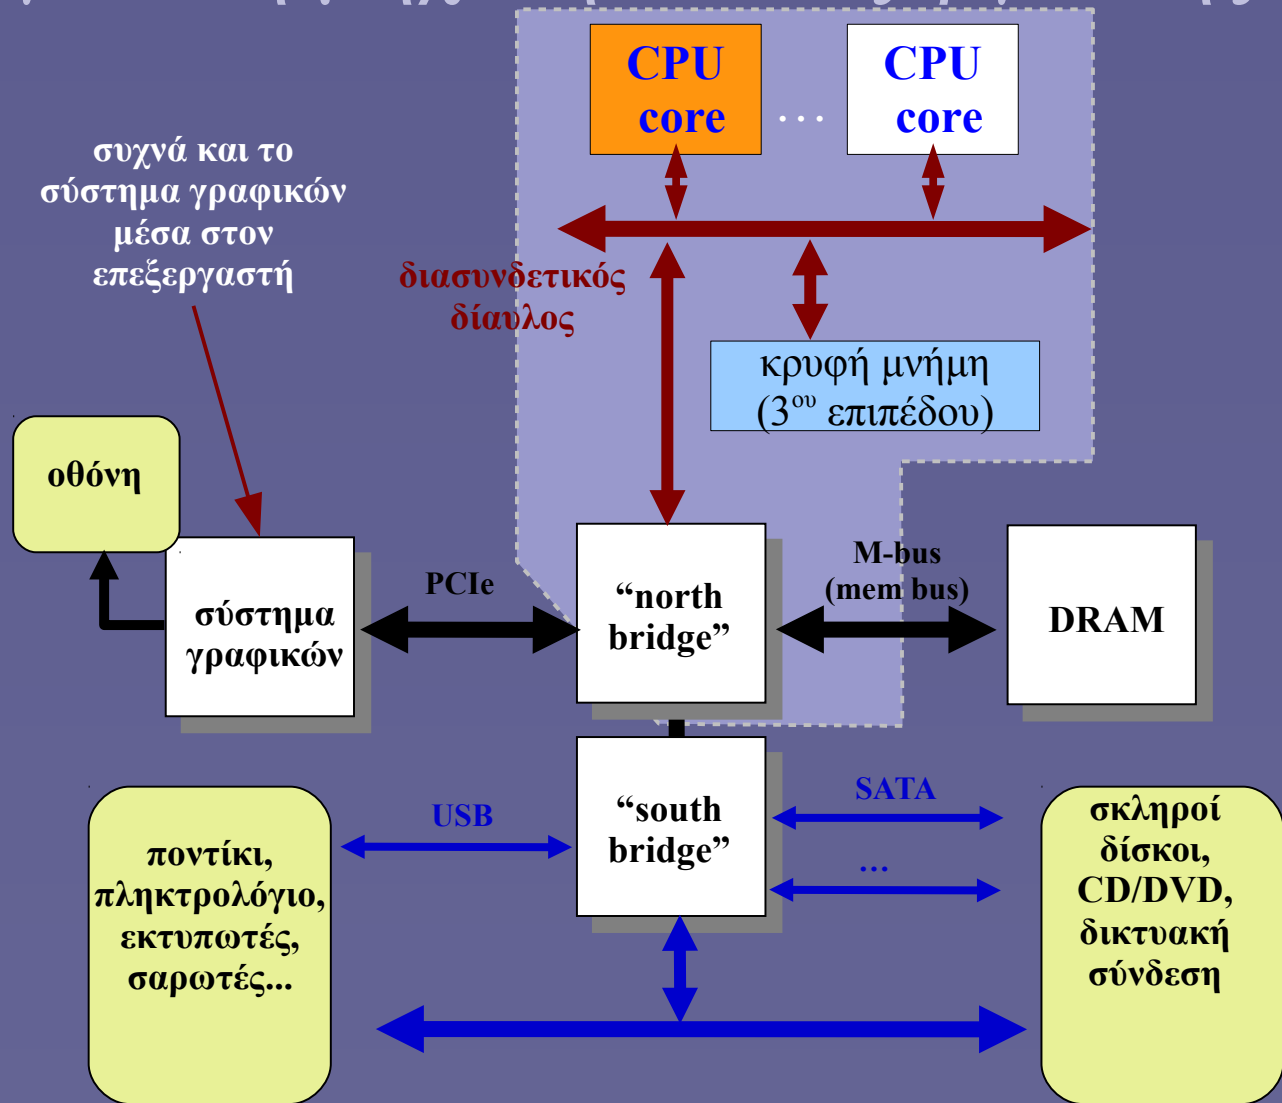 CPU
core
...
CPU
core
συχνά και το
σύστημα γραφικών
μέσα στον
επεξεργαστή
διασυνδετικός
δίαυλος
κρυφή μνήμη
(3ου επιπέδου)
οθόνη
σύστημα
γραφικών
PCIe
“north
bridge”
M-bus
(mem bus)
DRAM
“south
bridge”
USB
SATA
...
ποντίκι,
πληκτρολόγιο,
εκτυπωτές,
σαρωτές...
σκληροί
δίσκοι,
CD/DVD,
δικτυακή
σύνδεση